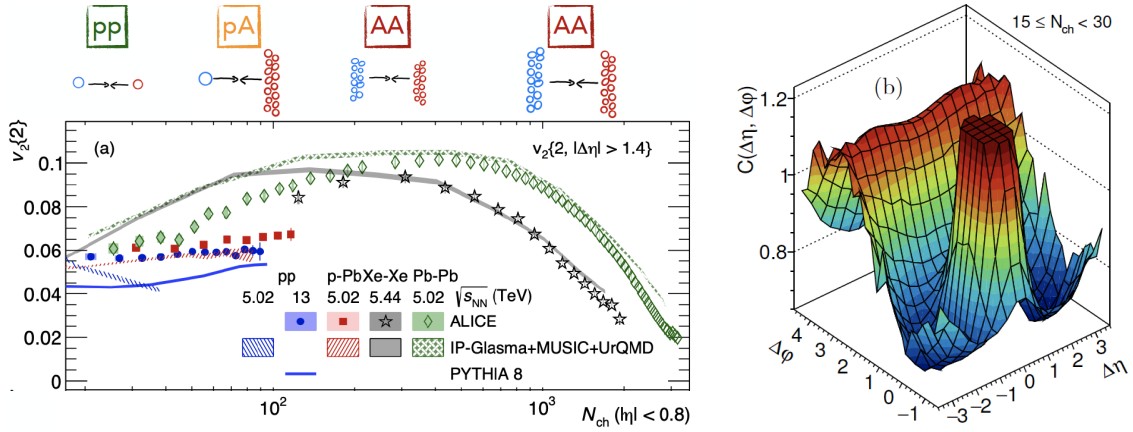 pp
pA
AA
AA
(a)
v₂{2, |Δη| > 1.4}
v₂{2}
0.1
0.08
0.06
0.04
0.02
0
pp p-Pb Xe-Xe Pb-Pb
5.02 13 5.02 5.44 5.02 √s_NN (TeV)
ALICE
IP-Glasma+MUSIC+UrQMD
PYTHIA 8
10² 10³
N_ch (|η| < 0.8)
15 ≤ N_ch < 30
(b)
C(Δη, Δφ)
1.2
1
0.8
4 3 2 1 0 −1
Δφ
−3 −2 −1 0 1 2 3
Δη